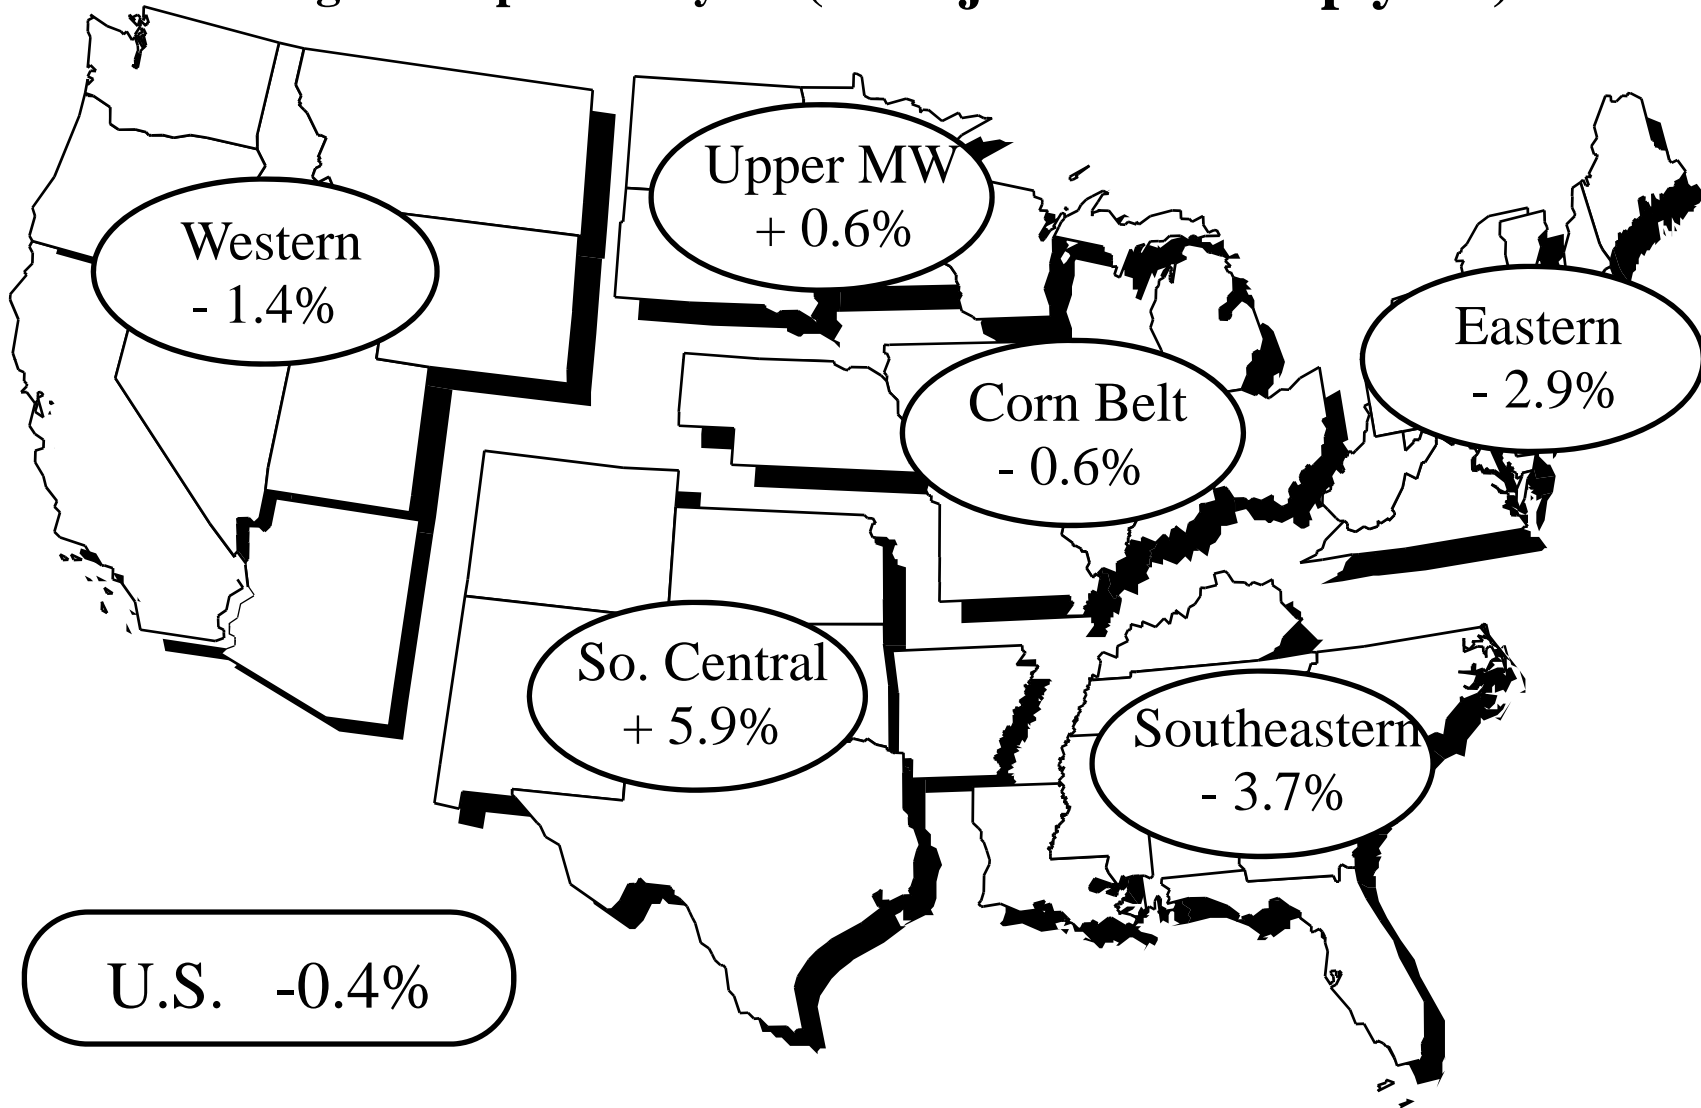 Upper MW
+ 0.6%
Western
- 1.4%
Eastern
- 2.9%
Corn Belt
- 0.6%
So. Central
+ 5.9%
Southeastern
- 3.7%
U.S. -0.4%